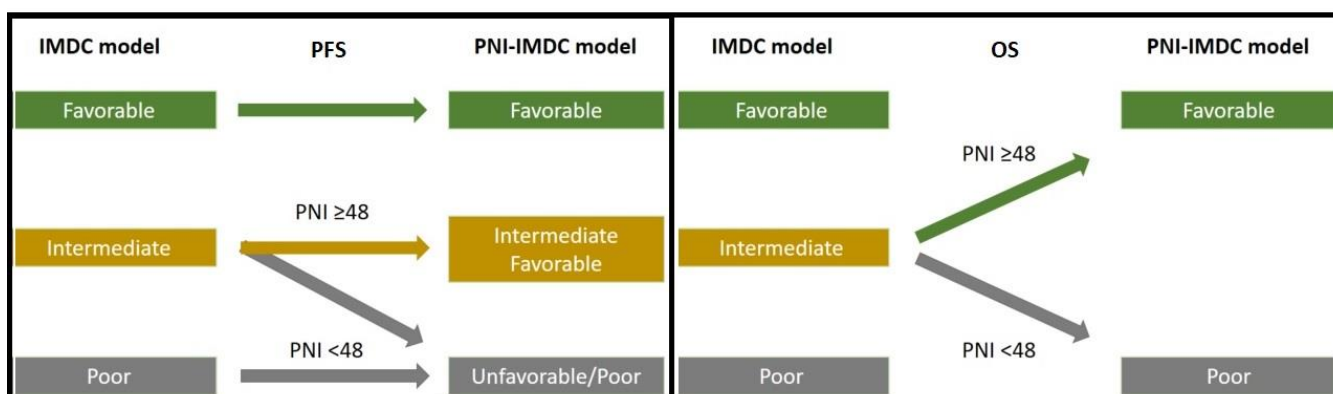 IMDC model
PFS
PNI-IMDC model
Favorable
Favorable
PNI ≥48
Intermediate
Intermediate
Favorable
PNI <48
Poor
Unfavorable/Poor
IMDC model
OS
PNI-IMDC model
Favorable
Favorable
PNI ≥48
Intermediate
PNI <48
Poor
Poor